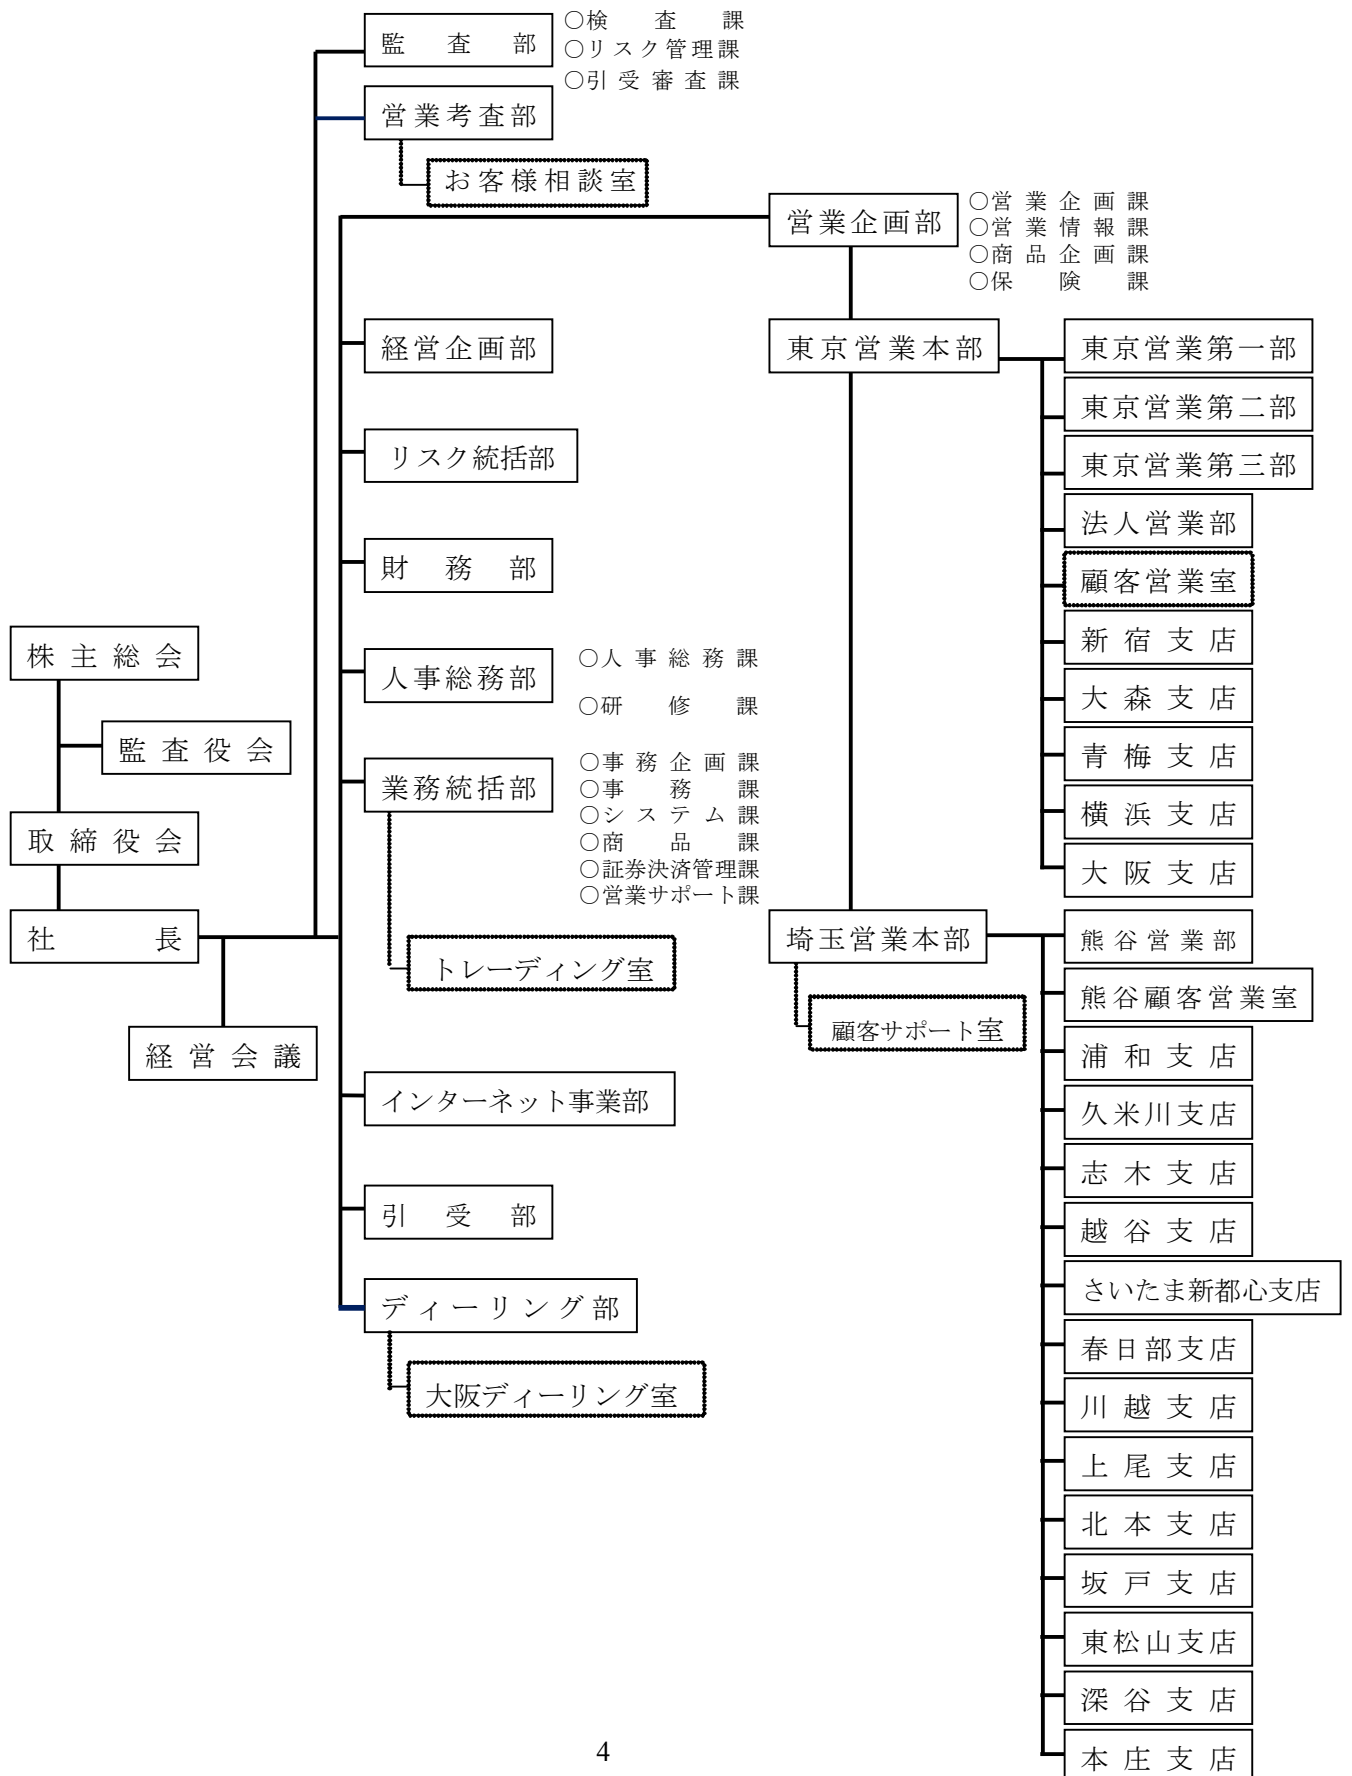 監査部
○検査課
○リスク管理課
○引受審査課
営業考査部
お客様相談室
営業企画部
○営業企画課
○営業情報課
○商品企画課
○保険課
経営企画部
リスク統括部
財務部
人事総務部
○人事総務課
○研修課
業務統括部
○事務企画課
○事務課
○システム課
○商品課
○証券決済管理課
○営業サポート課
トレーディング室
インターネット事業部
引受部
ディーリング部
大阪ディーリング室
株主総会
監査役会
取締役会
社長
経営会議
東京営業本部
東京営業第一部
東京営業第二部
東京営業第三部
法人営業部
顧客営業室
新宿支店
大森支店
青梅支店
横浜支店
大阪支店
埼玉営業本部
顧客サポート室
熊谷営業部
熊谷顧客営業室
浦和支店
久米川支店
志木支店
越谷支店
さいたま新都心支店
春日部支店
川越支店
上尾支店
北本支店
坂戸支店
東松山支店
深谷支店
本庄支店
4